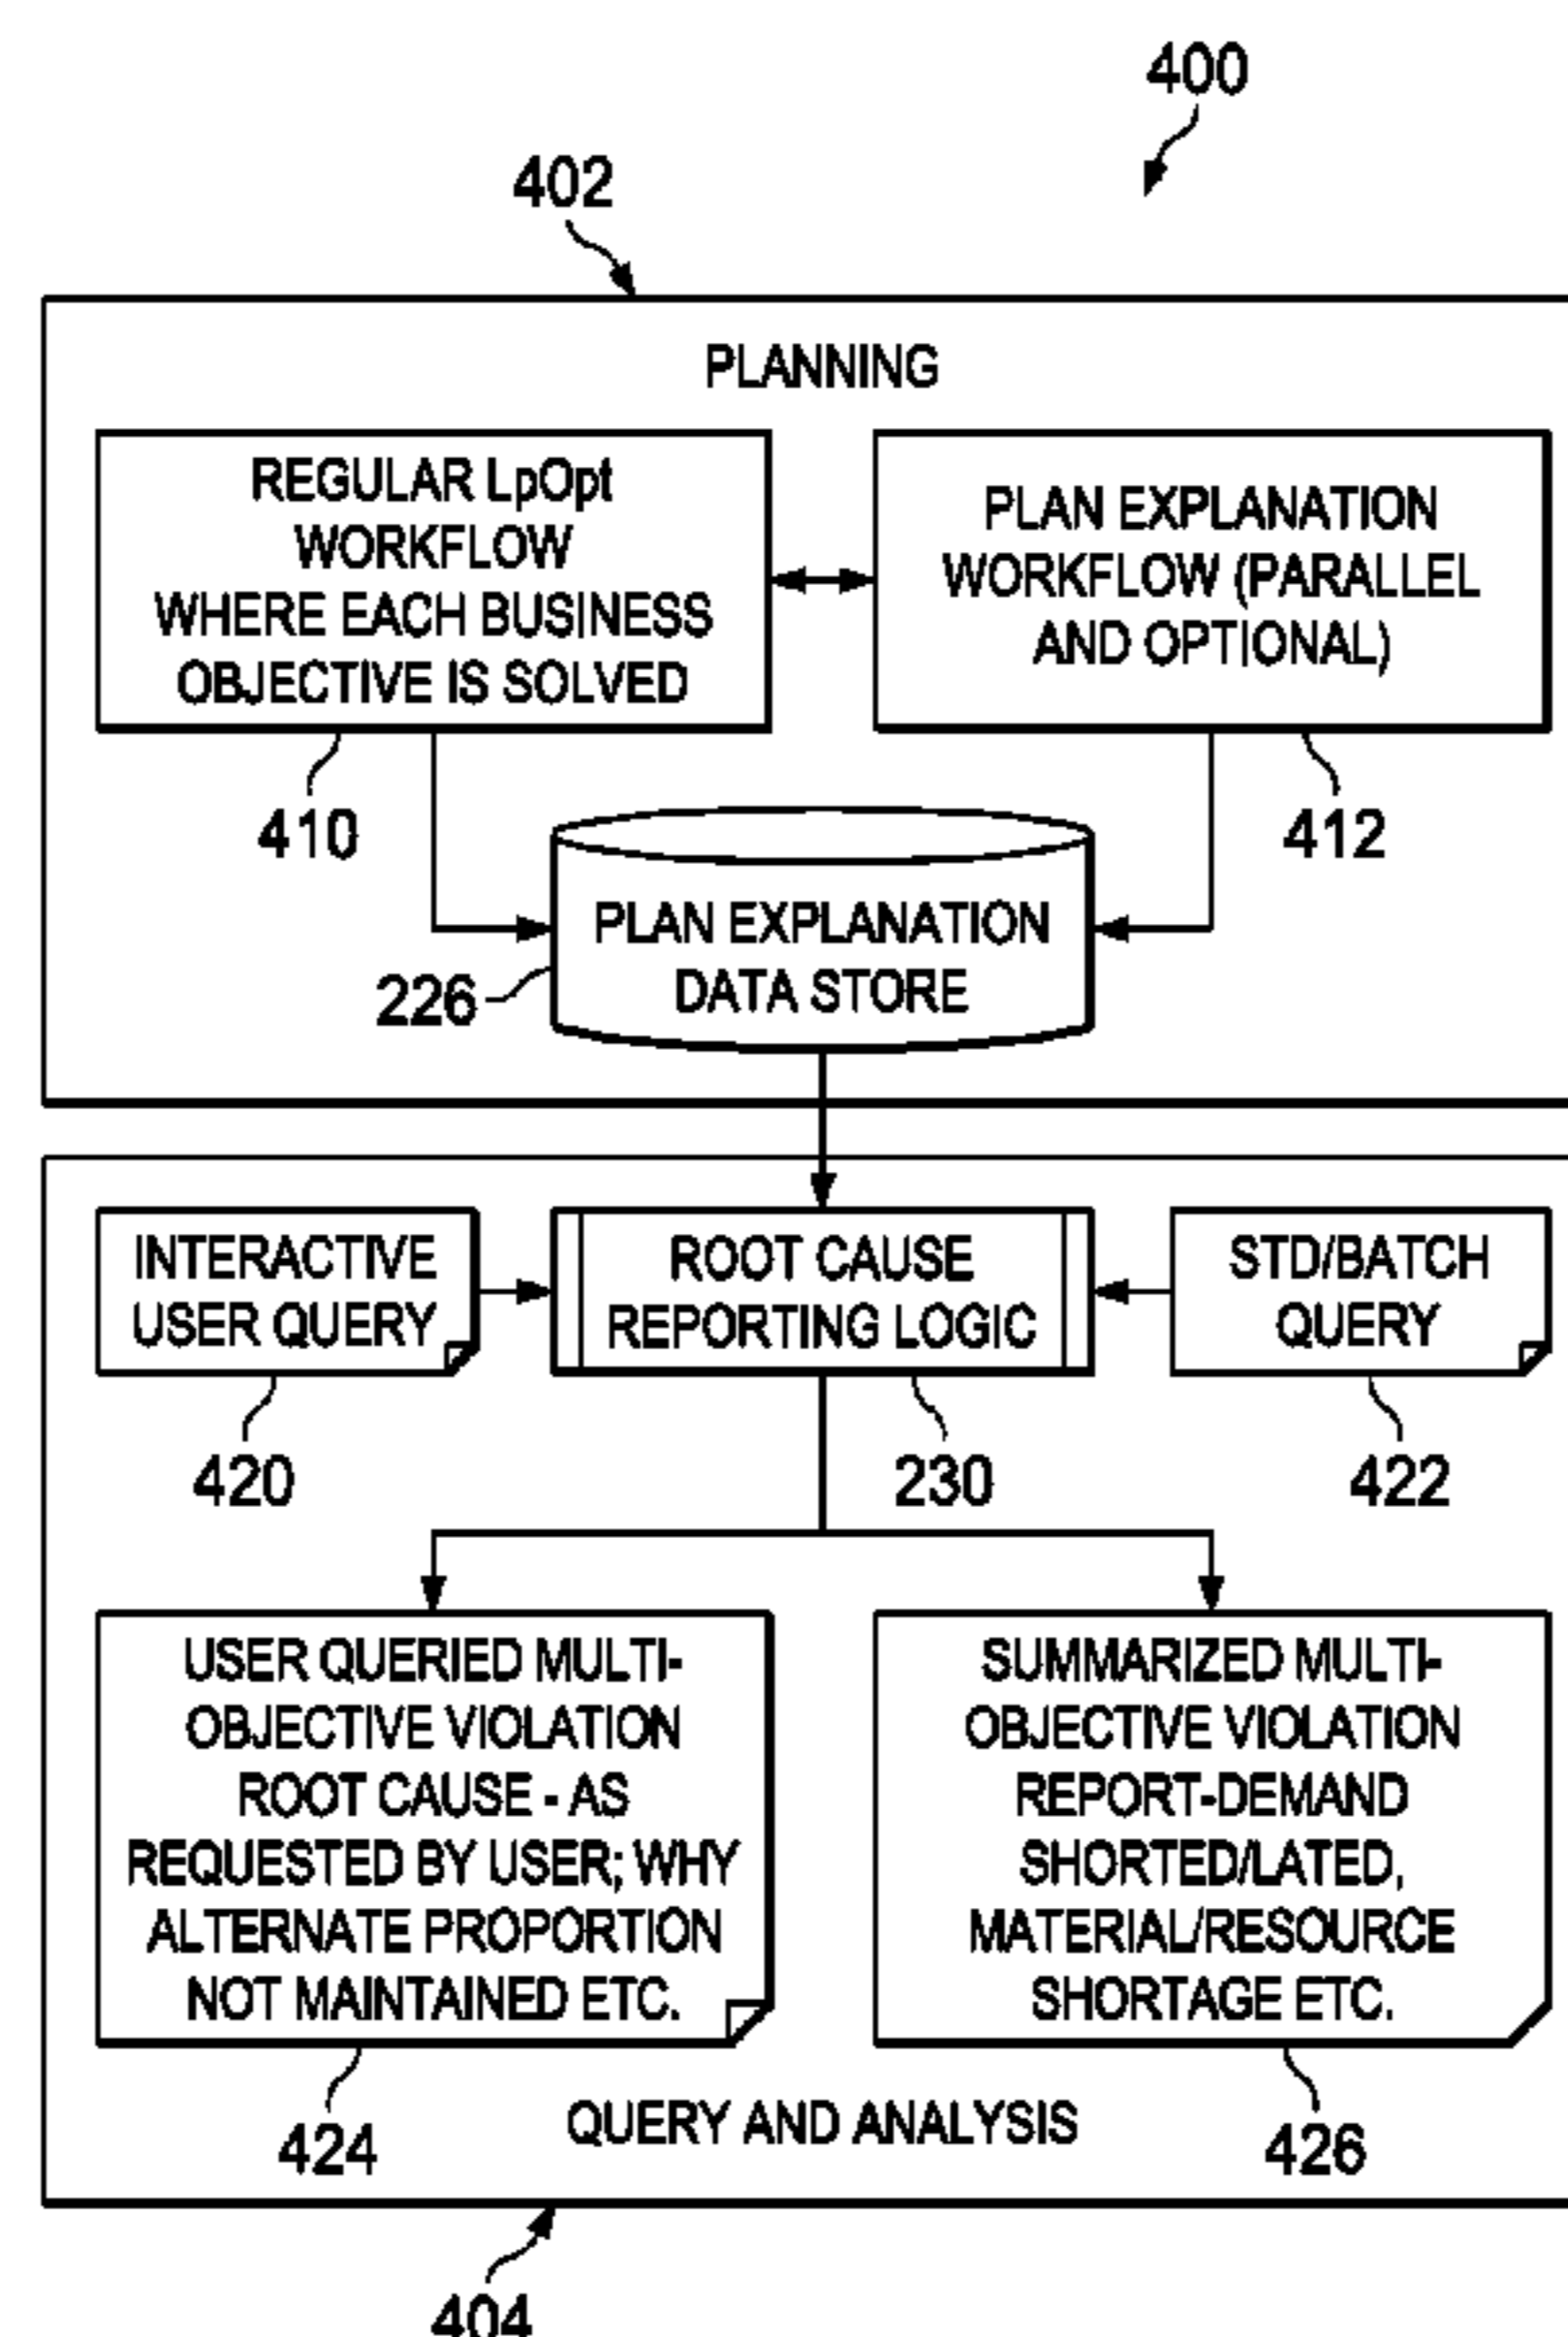 400
402
PLANNING
REGULAR LpOpt
WORKFLOW
WHERE EACH BUSINESS
OBJECTIVE IS SOLVED
PLAN EXPLANATION
WORKFLOW (PARALLEL
AND OPTIONAL)
410
412
PLAN EXPLANATION
DATA STORE
226
INTERACTIVE
USER QUERY
ROOT CAUSE
REPORTING LOGIC
STD/BATCH
QUERY
420
230
422
USER QUERIED MULTI-
OBJECTIVE VIOLATION
ROOT CAUSE - AS
REQUESTED BY USER; WHY
ALTERNATE PROPORTION
NOT MAINTAINED ETC.
SUMMARIZED MULTI-
OBJECTIVE VIOLATION
REPORT-DEMAND
SHORTED/LATED,
MATERIAL/RESOURCE
SHORTAGE ETC.
424
QUERY AND ANALYSIS
426
404